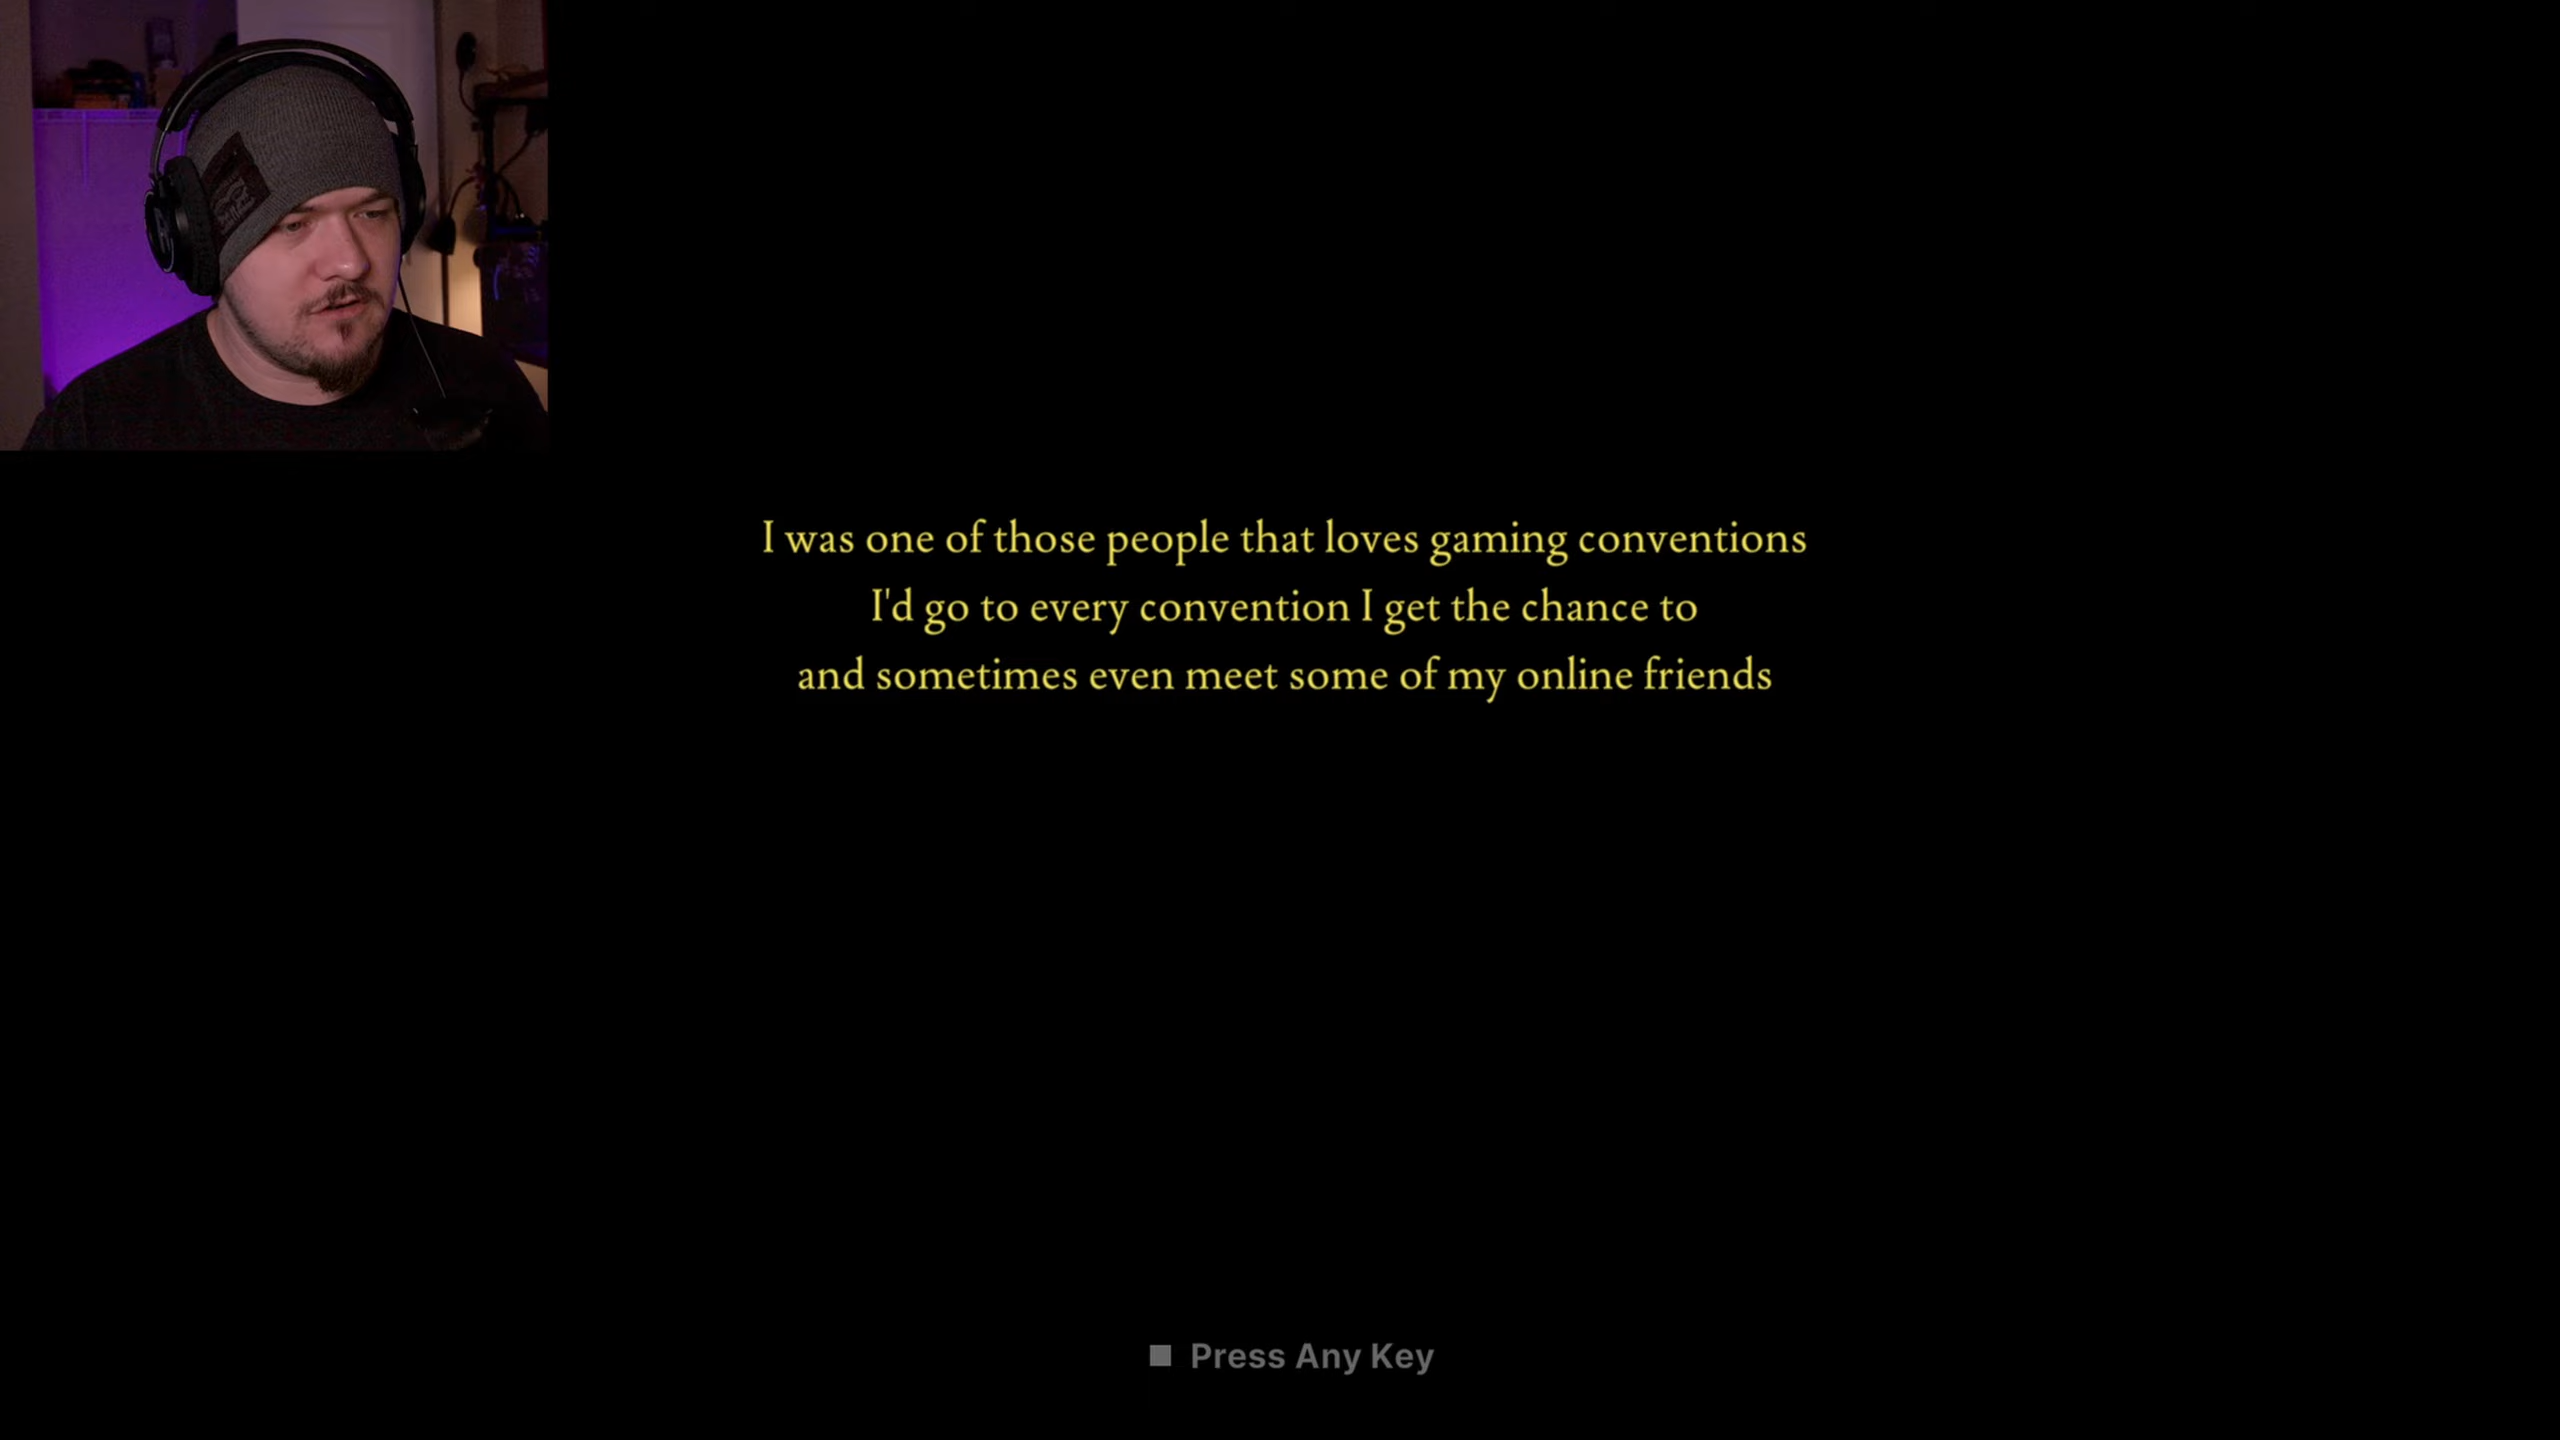 I was one of those people that loves gaming conventions
I'd go to every convention I get the chance to
and sometimes even meet some of my online friends
Press Any Key